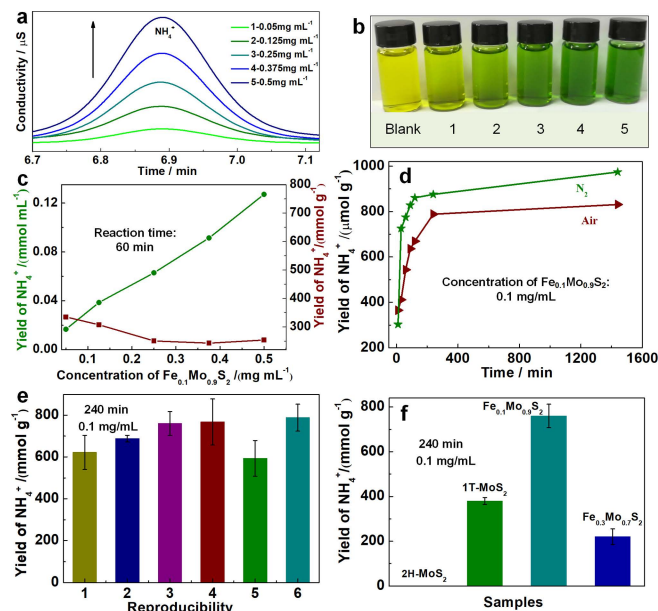 a
NH₄⁺
1-0.05mg mL⁻¹
2-0.125mg mL⁻¹
3-0.25mg mL⁻¹
4-0.375mg mL⁻¹
5-0.5mg mL⁻¹
Conductivity / μS
6.7 6.8 6.9 7.0 7.1
Time / min
b
Blank 1 2 3 4 5
c
Yield of NH₄⁺/(mmol mL⁻¹)
0.12
0.08
0.04
0.00
Reaction time:
60 min
800
700
600
500
400
300
Yield of NH₄⁺/(mmol g⁻¹)
0.1 0.2 0.3 0.4 0.5
Concentration of Fe₀.₁Mo₀.₉S₂ /(mg mL⁻¹)
d
Yield of NH₄⁺ /(μmol g⁻¹)
1000
800
600
400
200
N₂
Air
Concentration of Fe₀.₁Mo₀.₉S₂:
0.1 mg/mL
0 400 800 1200 1600
Time / min
e
Yield of NH₄⁺/(mmol g⁻¹)
800
600
400
200
0
240 min
0.1 mg/mL
1 2 3 4 5 6
Reproducibility
f
Yield of NH₄⁺/(mmol g⁻¹)
800
600
400
200
0
240 min
0.1 mg/mL
2H-MoS₂
1T-MoS₂
Fe₀.₁Mo₀.₉S₂
Fe₀.₃Mo₀.₇S₂
Samples